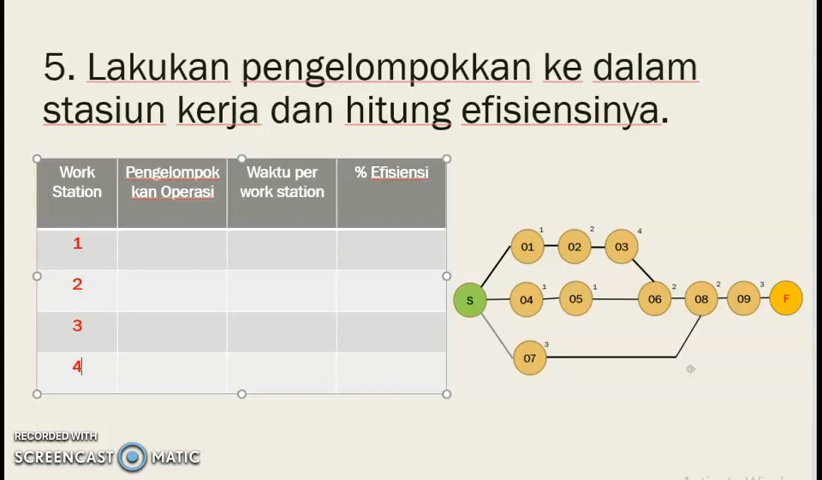 5. Lakukan pengelompokkan ke dalam
stasiun kerja dan hitung efisiensinya.
Work Station
Pengelompok kan Operasi
Waktu per work station
% Efisiensi
1
2
3
4
1 2 4
01 02 03
1 1 2 2 3
S 04 05 06 08 09 F
3
07
RECORDED WITH
SCREENCAST MATIC